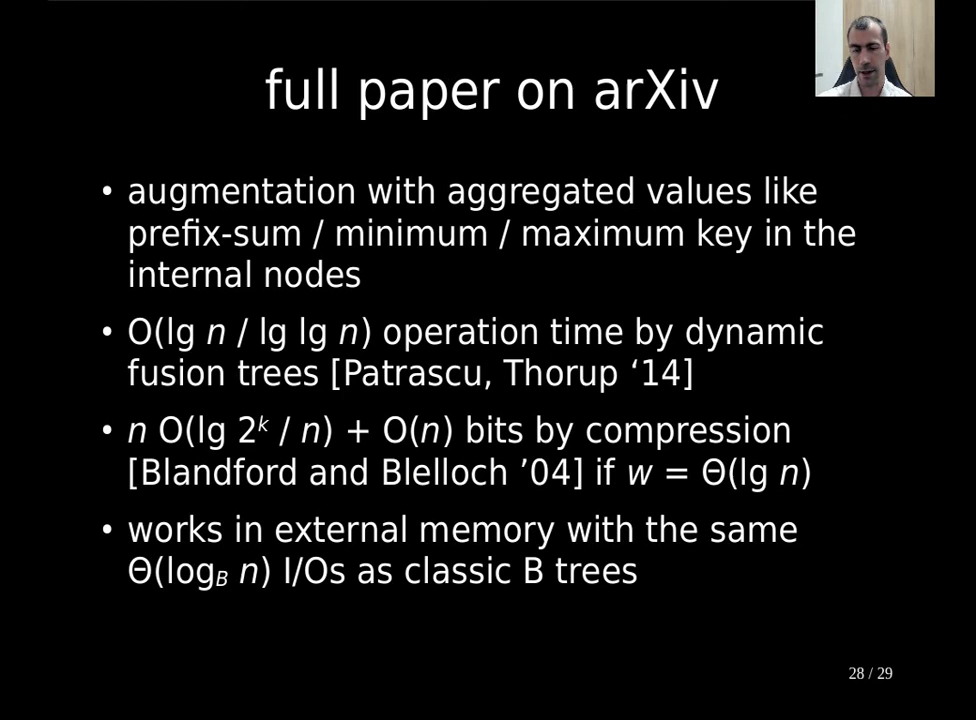 full paper on arXiv
• augmentation with aggregated values like
prefix-sum / minimum / maximum key in the
internal nodes
• O(lg n / lg lg n) operation time by dynamic
fusion trees [Patrascu, Thorup ‘14]
• n O(lg 2ᵏ / n) + O(n) bits by compression
[Blandford and Blelloch ’04] if w = Θ(lg n)
• works in external memory with the same
Θ(log_B n) I/Os as classic B trees
28 / 29